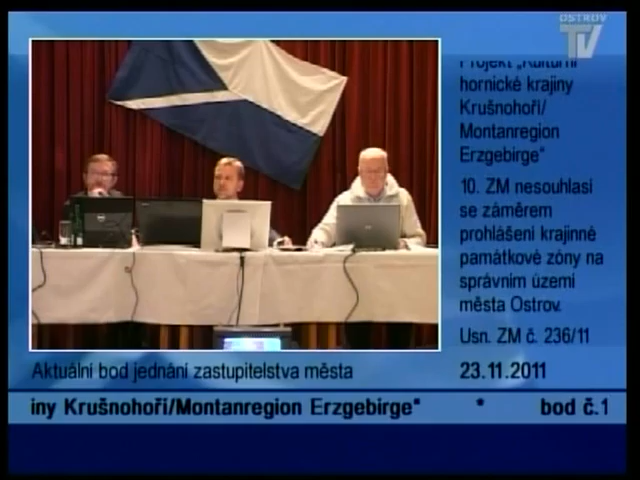 OSTROV
TV
Projekt „Kulturní
hornické krajiny
Krušnohoří/
Montanregion
Erzgebirge“
10. ZM nesouhlasí
se záměrem
prohlášení krajinné
památkové zóny na
správním území
města Ostrov.
Usn. ZM č. 236/11
Aktuální bod jednání zastupitelstva města
23.11.2011
iny Krušnohoří/Montanregion Erzgebirge“ * bod č.1